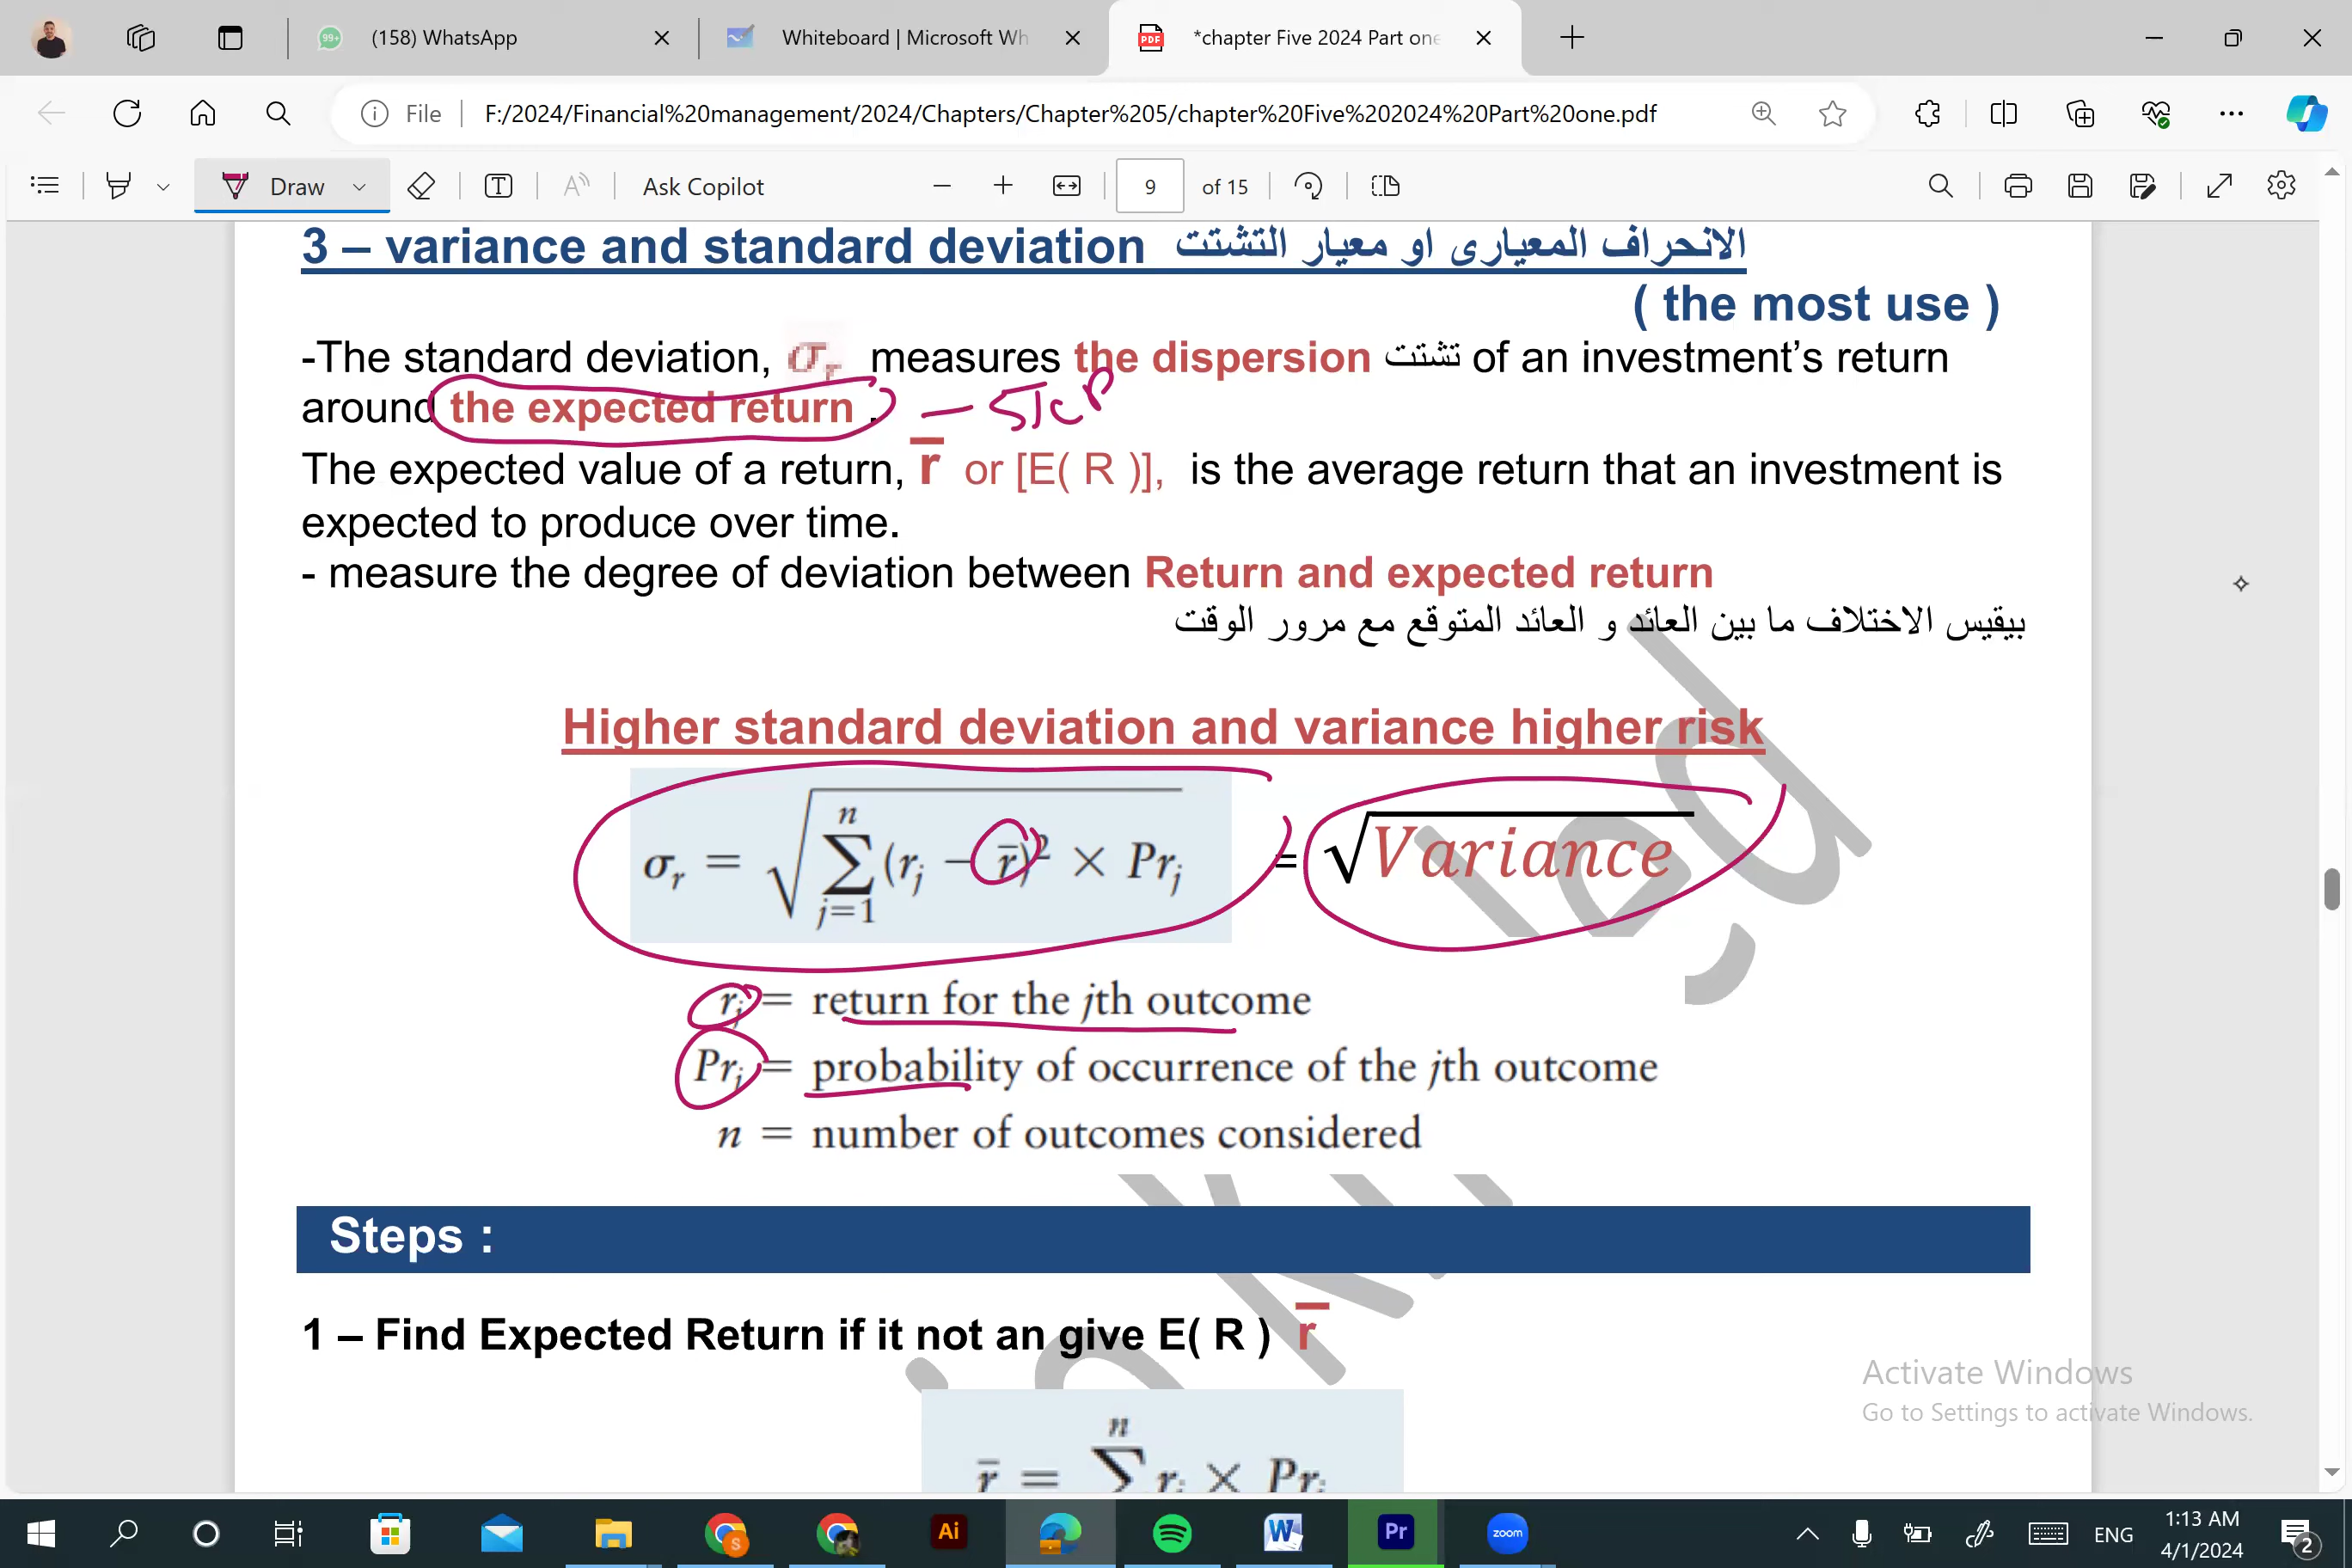 (158) WhatsApp
Whiteboard | Microsoft Wh
*chapter Five 2024 Part one
File
F:/2024/Financial%20management/2024/Chapters/Chapter%205/chapter%20Five%202024%20Part%20one.pdf
Draw
Ask Copilot
9 of 15
3 – variance and standard deviation الانحراف المعيارى او معيار التشتت
( the most use )
-The standard deviation, σr measures the dispersion تشتت of an investment's return
around the expected return .
The expected value of a return, r̅ or [E( R )], is the average return that an investment is
expected to produce over time.
- measure the degree of deviation between Return and expected return
بيقيس الاختلاف ما بين العائد و العائد المتوقع مع مرور الوقت
Higher standard deviation and variance higher risk
σr = √ n ∑ j=1 (rj − r̅)² × Prj = √Variance
rj = return for the jth outcome
Prj = probability of occurrence of the jth outcome
n = number of outcomes considered
Steps :
1 – Find Expected Return if it not an give E( R ) r̅
n
r̅ = ∑ rj × Prj
Activate Windows
Go to Settings to activate Windows.
Ai
Pr
zoom
ENG
1:13 AM
4/1/2024
2